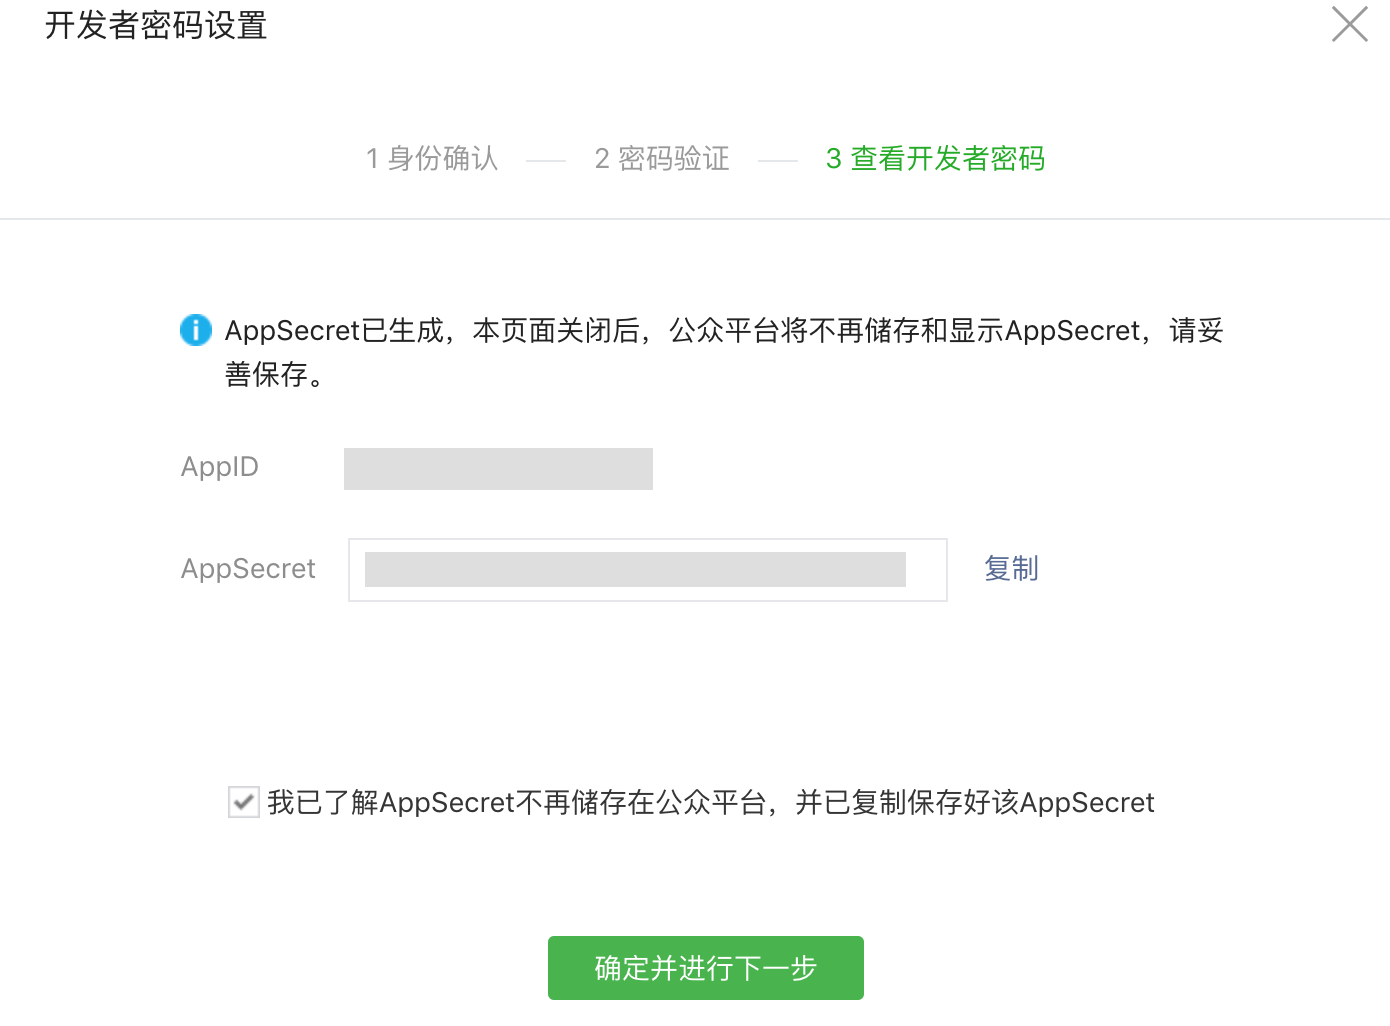 开发者密码设置
1 身份确认 2 密码验证 3 查看开发者密码
AppSecret已生成，本页面关闭后，公众平台将不再储存和显示AppSecret，请妥
善保存。
AppID
AppSecret 复制
我已了解AppSecret不再储存在公众平台，并已复制保存好该AppSecret
确定并进行下一步